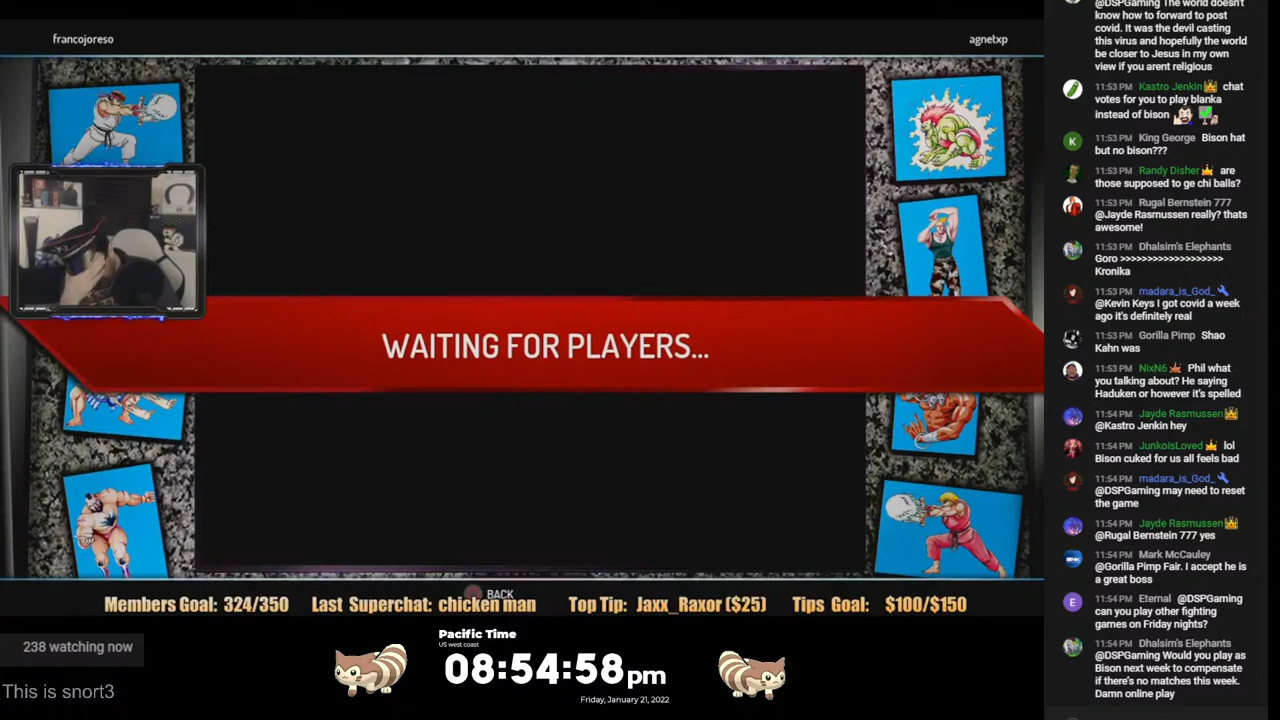 francojoreso
agnetxp
WAITING FOR PLAYERS...
BACK
Members Goal: 324/350 Last Superchat: chicken man Top Tip: Jaxx_Raxor ($25) Tips Goal: $100/$150
238 watching now
This is snort3
Pacific Time
US west coast
08:54:58pm
Friday, January 21, 2022
@DSPGaming The world doesn't
know how to forward to post
covid. It was the devil casting
this virus and hopefully the world
be closer to Jesus in my own
view if you arent religious
11:53 PM Kastro Jenkin chat
votes for you to play blanka
instead of bison
11:53 PM King George Bison hat
but no bison???
11:53 PM Randy Disher are
those supposed to ge chi balls?
11:53 PM Rugal Bernstein 777
@Jayde Rasmussen really? thats
awesome!
11:53 PM Dhalsim's Elephants
Goro >>>>>>>>>>>>>>>>>>>
Kronika
11:53 PM madara_is_God_
@Kevin Keys I got covid a week
ago it's definitely real
11:53 PM Gorilla Pimp Shao
Kahn was
11:53 PM NixN6 Phil what
you talking about? He saying
Haduken or however it's spelled
11:54 PM Jayde Rasmussen
@Kastro Jenkin hey
11:54 PM JunkoisLoved lol
Bison cuked for us all feels bad
11:54 PM madara_is_God_
@DSPGaming may need to reset
the game
11:54 PM Jayde Rasmussen
@Rugal Bernstein 777 yes
11:54 PM Mark McCauley
@Gorilla Pimp Fair. I accept he is
a great boss
11:54 PM Eternal @DSPGaming
can you play other fighting
games on Friday nights?
11:54 PM Dhalsim's Elephants
@DSPGaming Would you play as
Bison next week to compensate
if there's no matches this week.
Damn online play